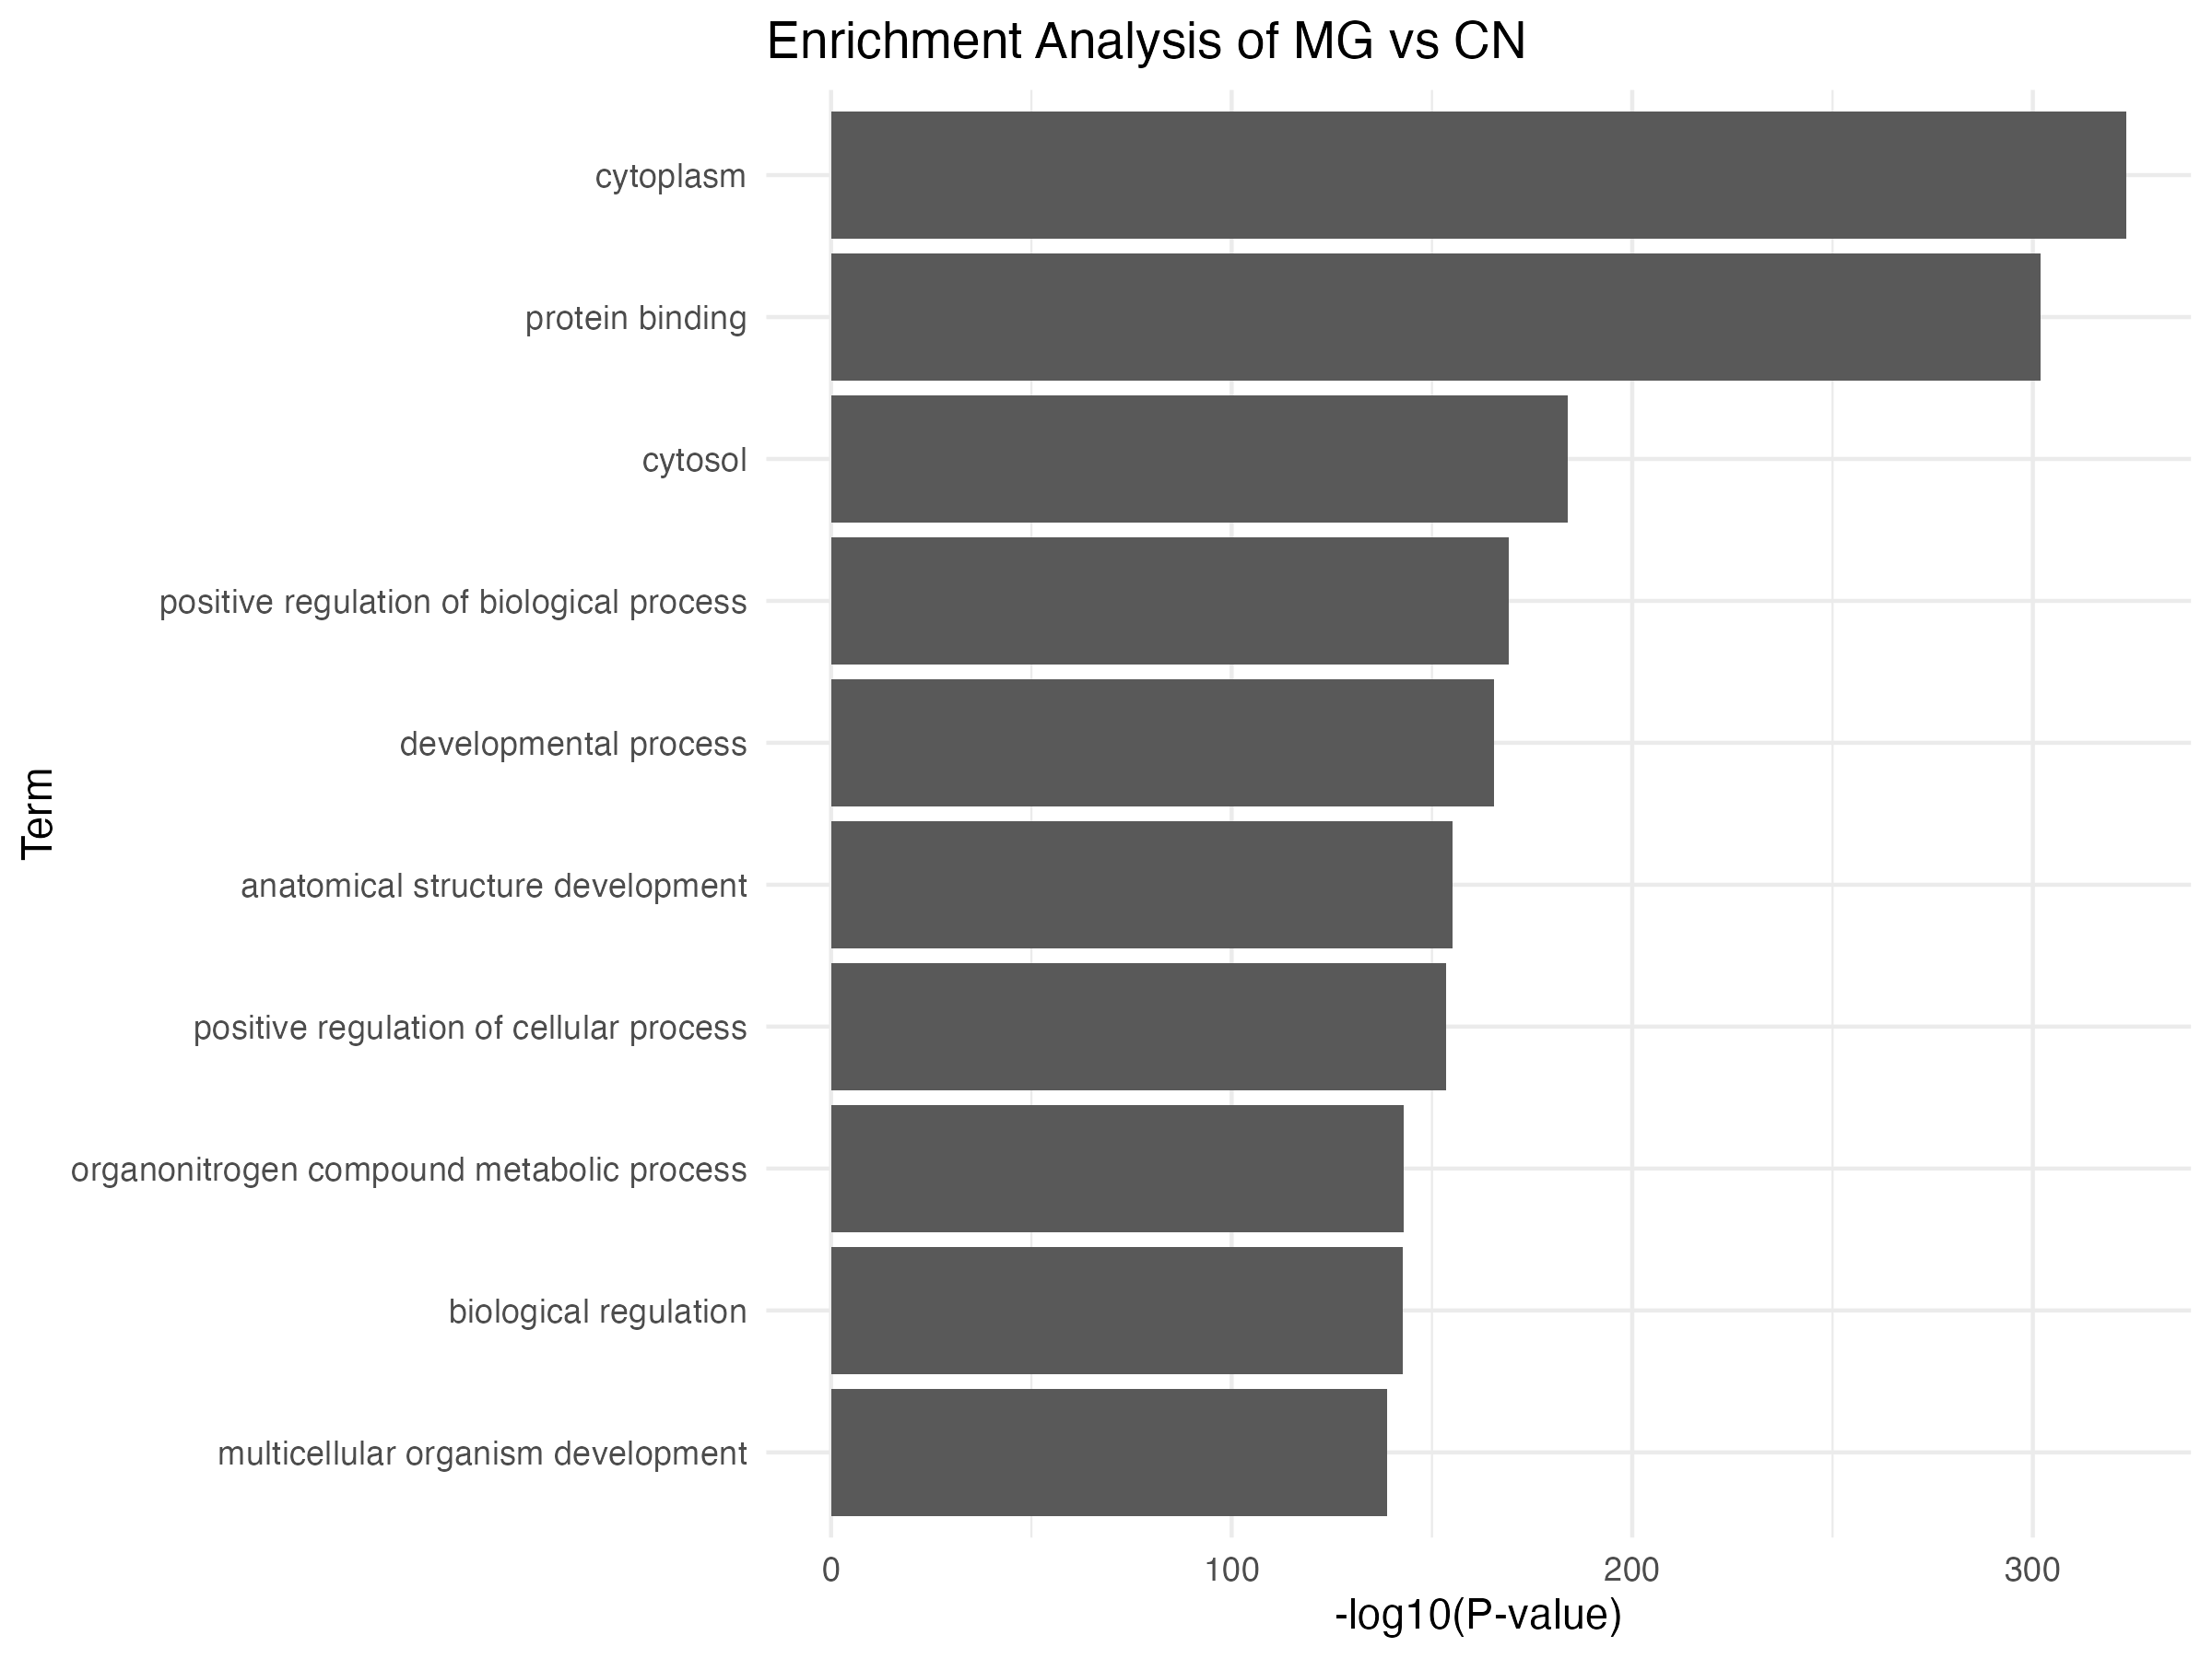 Enrichment Analysis of MG vs CN
Term
cytoplasm
protein binding
cytosol
positive regulation of biological process
developmental process
anatomical structure development
positive regulation of cellular process
organonitrogen compound metabolic process
biological regulation
multicellular organism development
0 100 200 300
-log10(P-value)